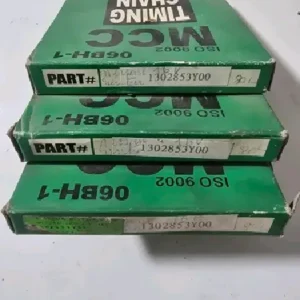 TIMING
CHAIN
MCC
ISO 9002
06BH-1
PART# 1302853Y00
MCC
ISO 9002
06BH-1
PART# 1302853Y00
MCC
ISO 9002
06BH-1
1302853Y00